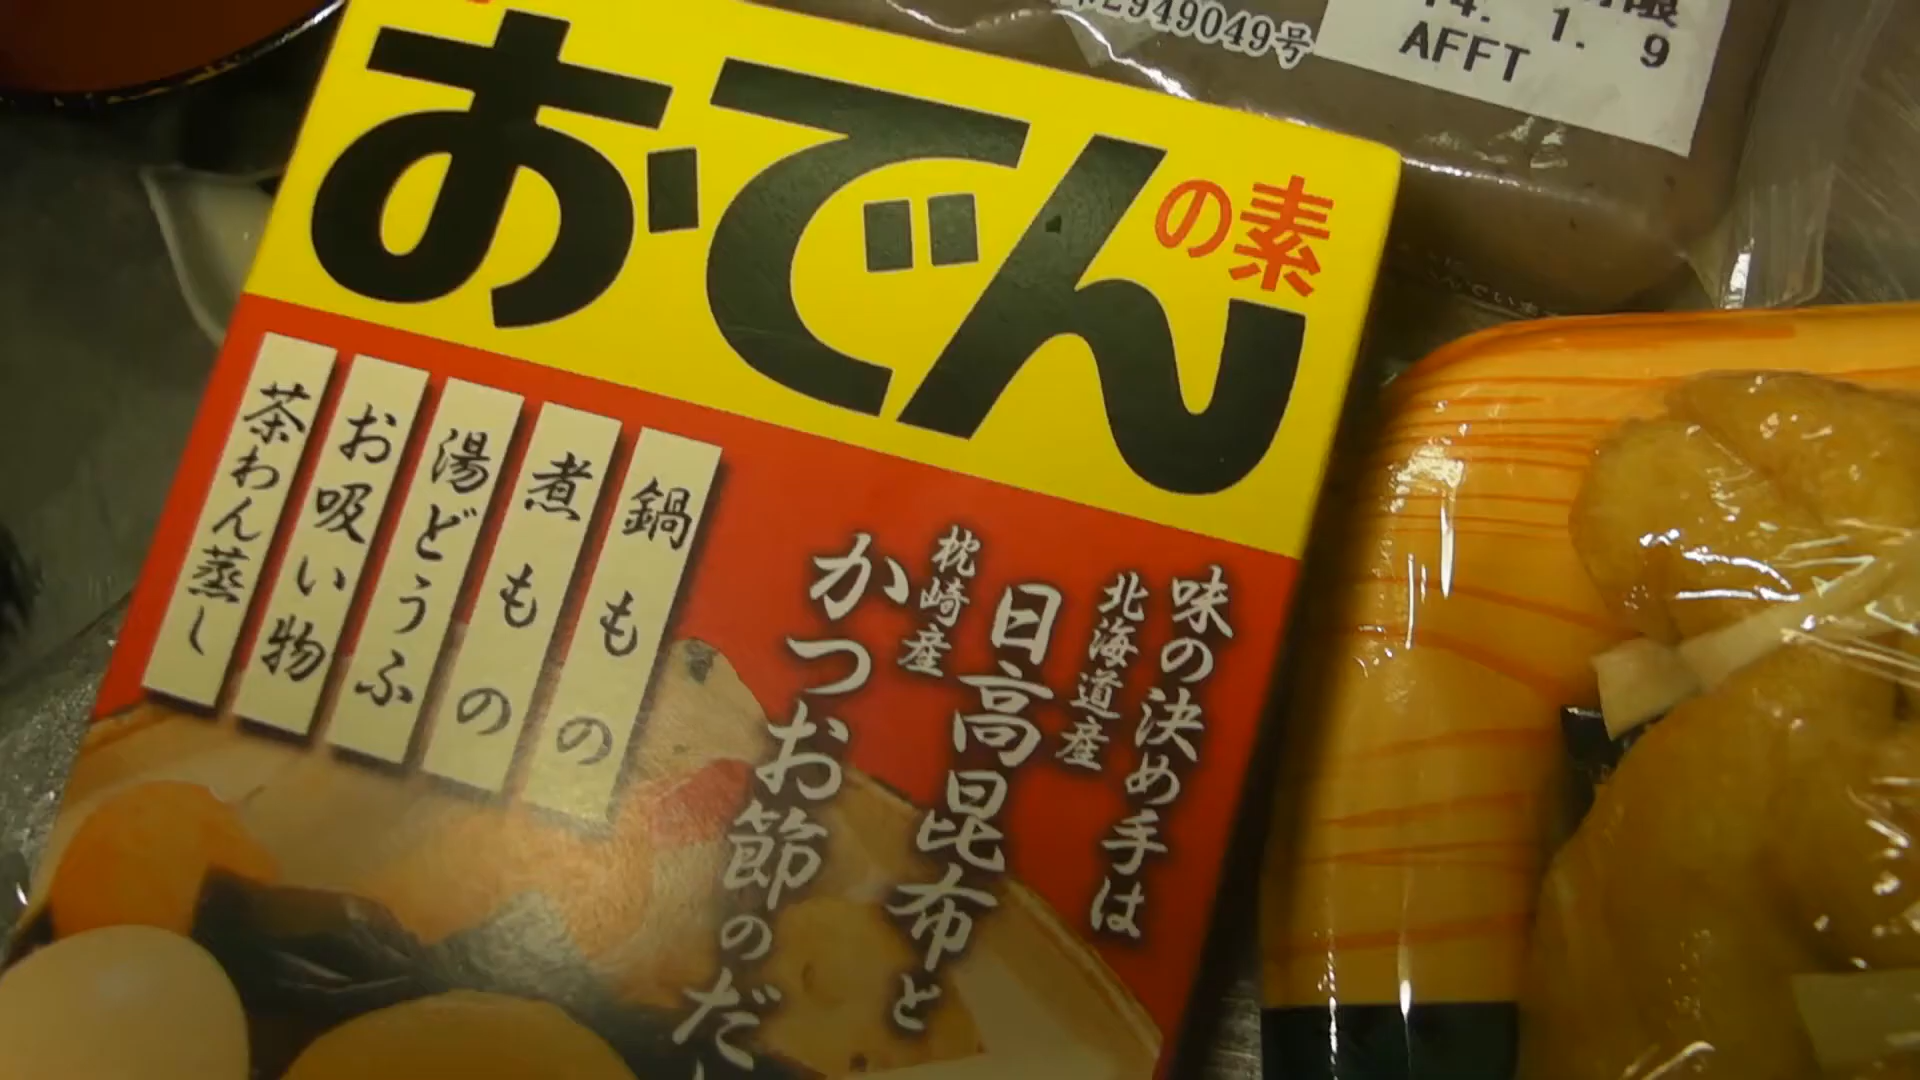 2949049号
14. 1. 9
AFFT
おでん
の素
鍋もの
煮もの
湯どうふ
お吸い物
茶わん蒸し
味の決め手は
北海道産
日高昆布と
枕崎産
かつお節のだし